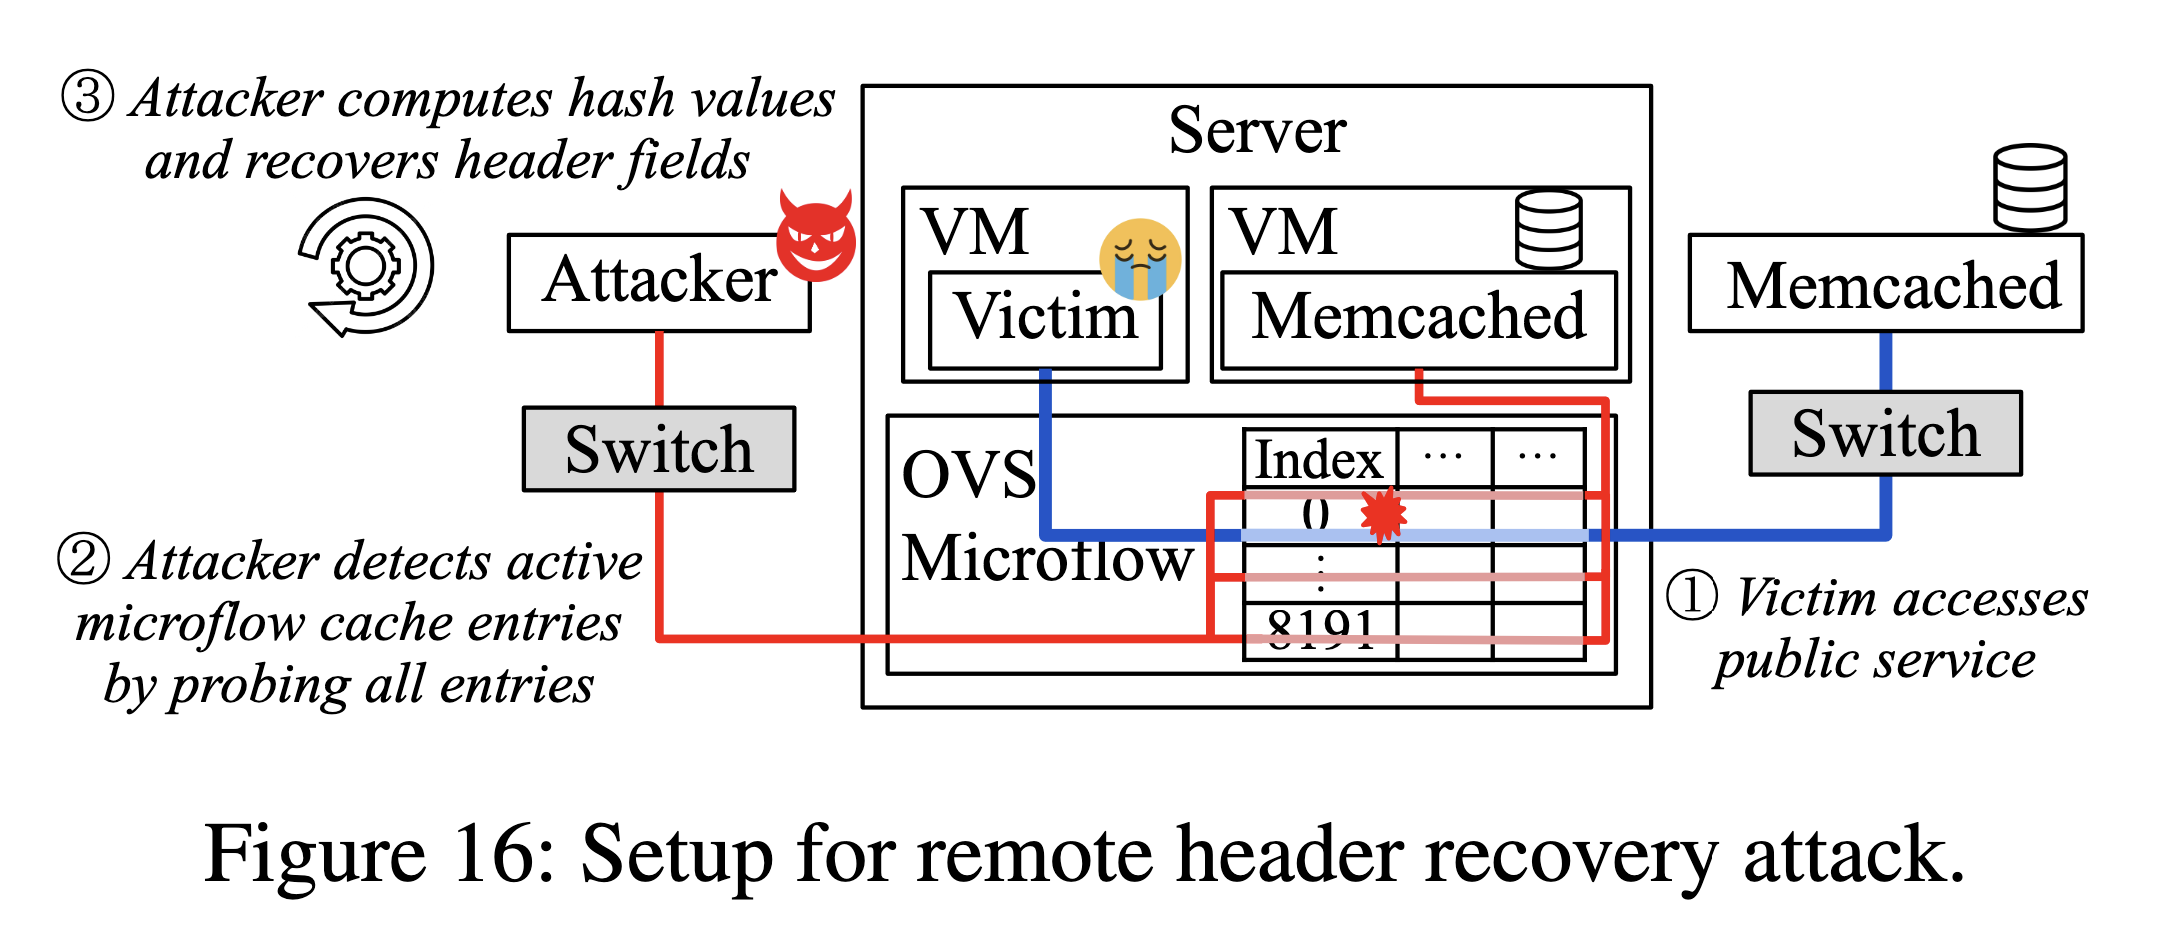 ③ Attacker computes hash values
and recovers header fields
Attacker
Switch
② Attacker detects active
microflow cache entries
by probing all entries
Server
VM
Victim
VM
Memcached
OVS
Microflow
Index ... ...
0
⋮
8191
Memcached
Switch
① Victim accesses
public service
Figure 16: Setup for remote header recovery attack.